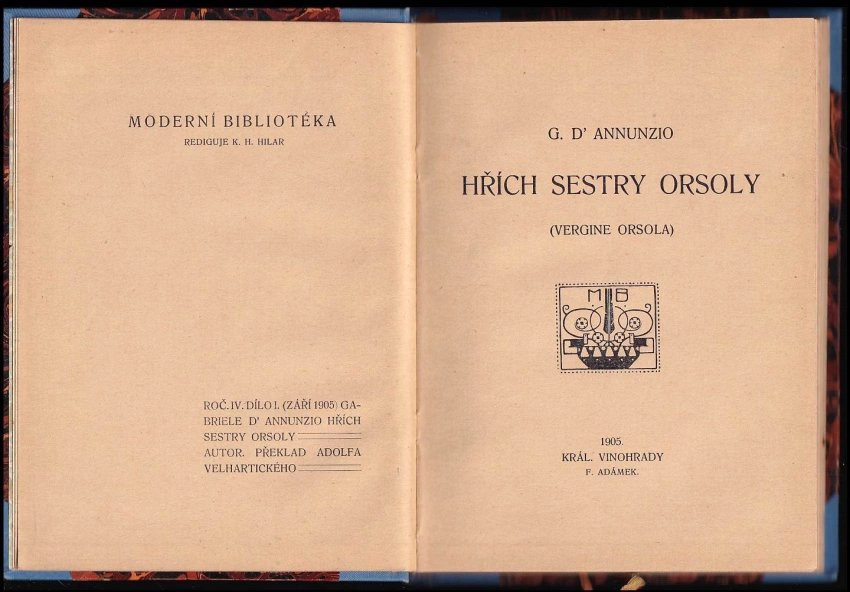 MODERNÍ BIBLIOTÉKA
REDIGUJE K. H. HILAR
ROČ. IV. DÍLO I. (ZÁŘÍ 1905) GA-
BRIELE D' ANNUNZIO HŘÍCH
SESTRY ORSOLY
AUTOR. PŘEKLAD ADOLFA
VELHARTICKÉHO
G. D' ANNUNZIO
HŘÍCH SESTRY ORSOLY
(VERGINE ORSOLA)
M B
1905.
KRÁL. VINOHRADY
F. ADÁMEK.